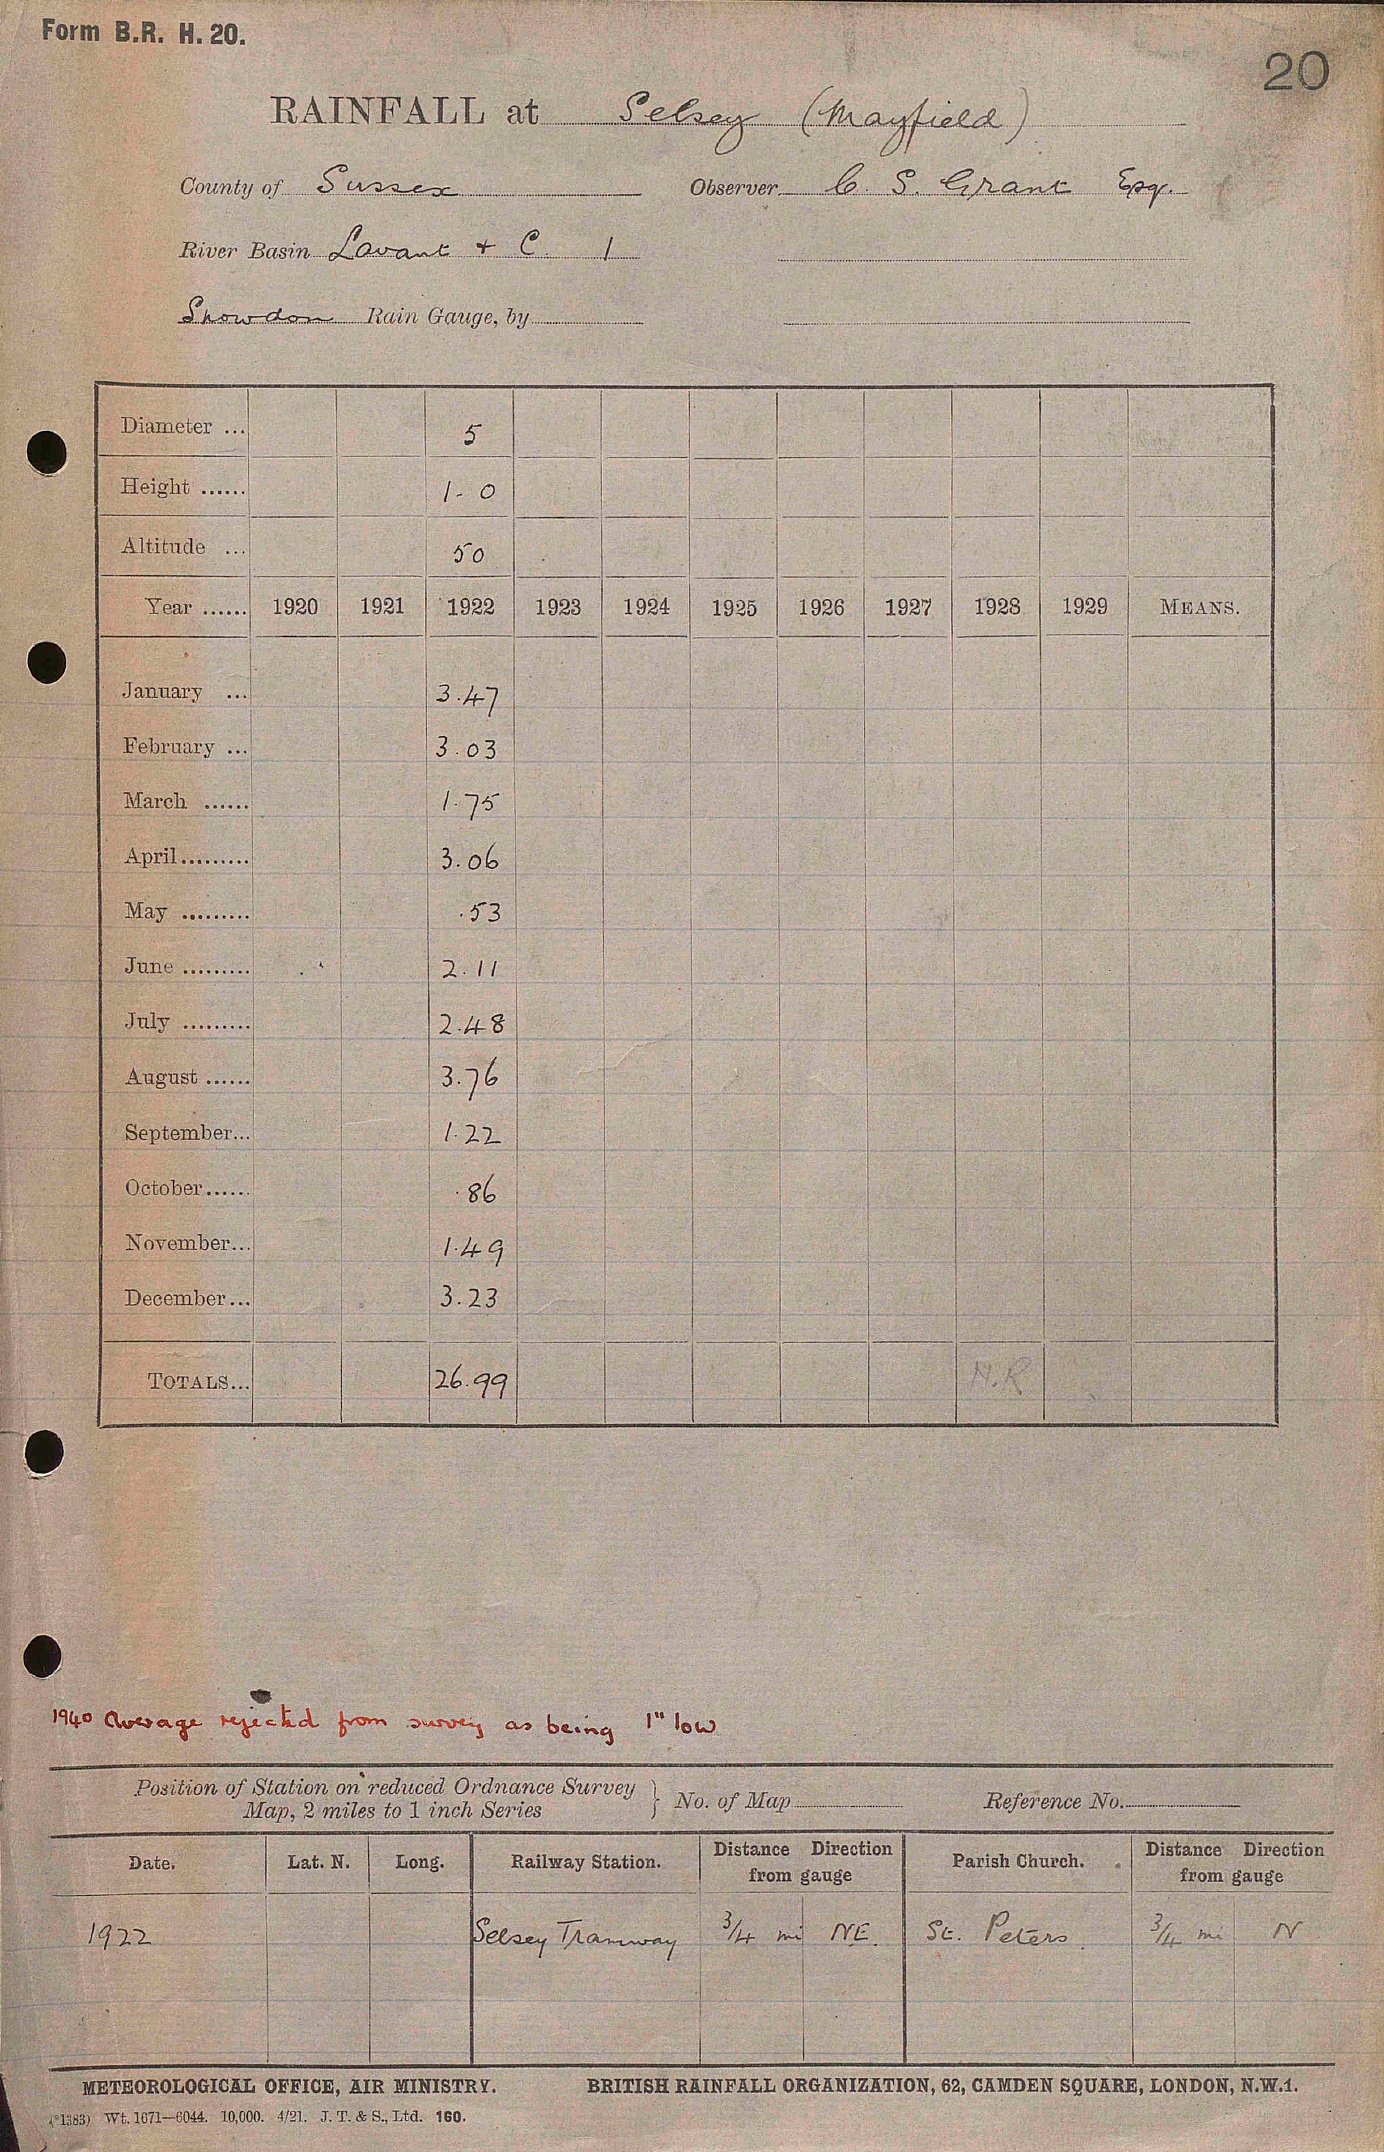 Form B.R. H. 20.
20
RAINFALL at Selsey (Mayfield)
County of Sussex Observer C. S. Grant Esq.
River Basin Lavant + C. 1
Snowdon Rain Gauge, by
Diameter ... 5
Height ...... 1-0
Altitude ... 50
Year ...... 1920 1921 1922 1923 1924 1925 1926 1927 1928 1929 MEANS.
January ... 3.47
February ... 3.03
March ...... 1.75
April......... 3.06
May ......... .53
June ......... 2.11
July ......... 2.48
August ...... 3.76
September... 1.22
October...... .86
November... 1.49
December... 3.23
TOTALS... 26.99 N.R
1940 Average rejected from survey as being 1" low
Position of Station on reduced Ordnance Survey
Map, 2 miles to 1 inch Series } No. of Map Reference No.
Date. Lat. N. Long. Railway Station. Distance Direction from gauge Parish Church. Distance Direction from gauge
1922 Selsey Tramway 3/4 mi NE. St. Peters. 3/4 mi N
METEOROLOGICAL OFFICE, AIR MINISTRY. BRITISH RAINFALL ORGANIZATION, 62, CAMDEN SQUARE, LONDON, N.W.1.
(*1383) Wt. 1671—6044. 10,000. 4/21. J. T. & S., Ltd. 160.